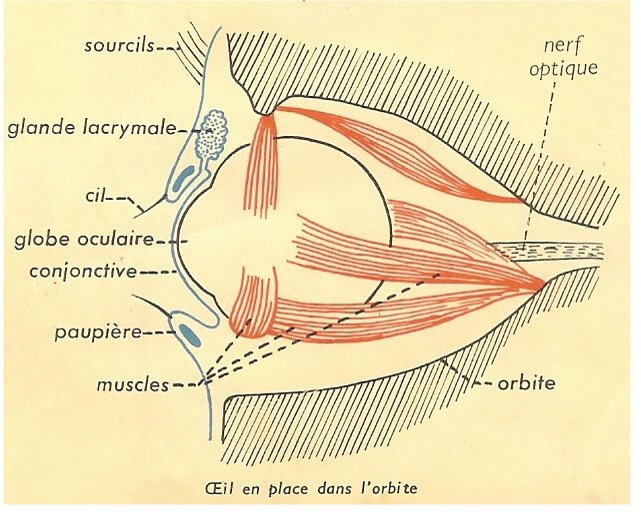 sourcils
nerf
optique
glande lacrymale
cil
globe oculaire
conjonctive
paupière
muscles
orbite
Œil en place dans l'orbite